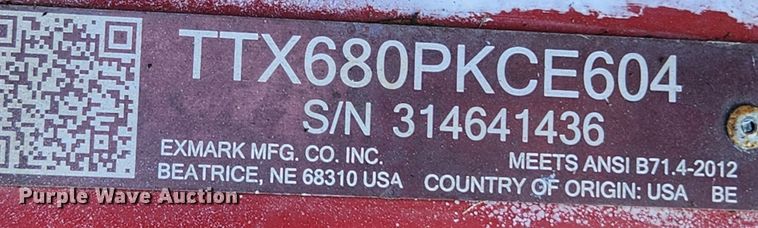 TTX680PKCE604
S/N 314641436
EXMARK MFG. CO. INC.
BEATRICE, NE 68310 USA
MEETS ANSI B71.4-2012
COUNTRY OF ORIGIN: USA BE
Purple Wave Auction